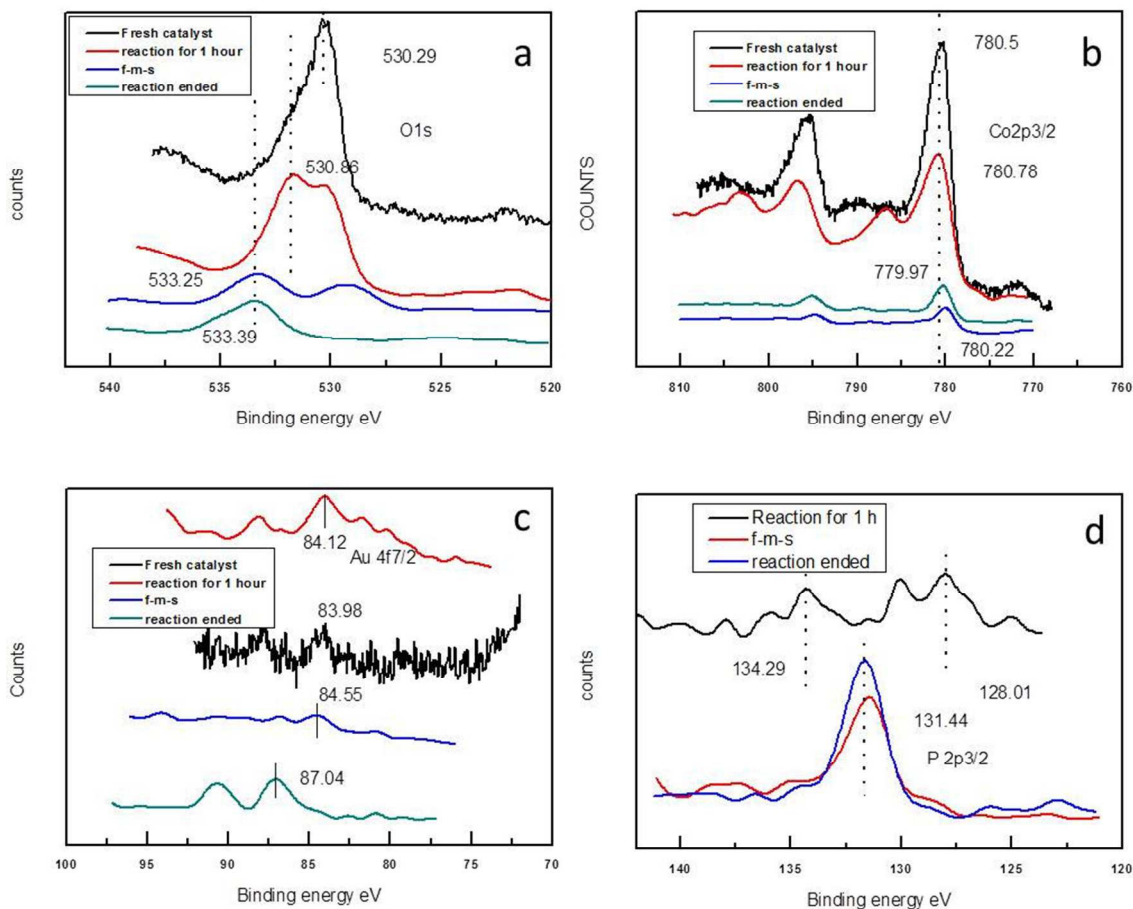 Fresh catalyst
reaction for 1 hour
f-m-s
reaction ended
530.29
a
O1s
530.86
533.25
533.39
counts
540 535 530 525 520
Binding energy eV
Fresh catalyst
reaction for 1 hour
f-m-s
reaction ended
780.5
b
Co2p3/2
780.78
779.97
780.22
COUNTS
810 800 790 780 770 760
Binding energy eV
c
84.12
Au 4f7/2
Fresh catalyst
reaction for 1 hour
f-m-s
reaction ended
83.98
84.55
87.04
Counts
100 95 90 85 80 75 70
Binding energy eV
Reaction for 1 h
f-m-s
reaction ended
d
134.29
128.01
131.44
P 2p3/2
counts
140 135 130 125 120
Binding energy eV